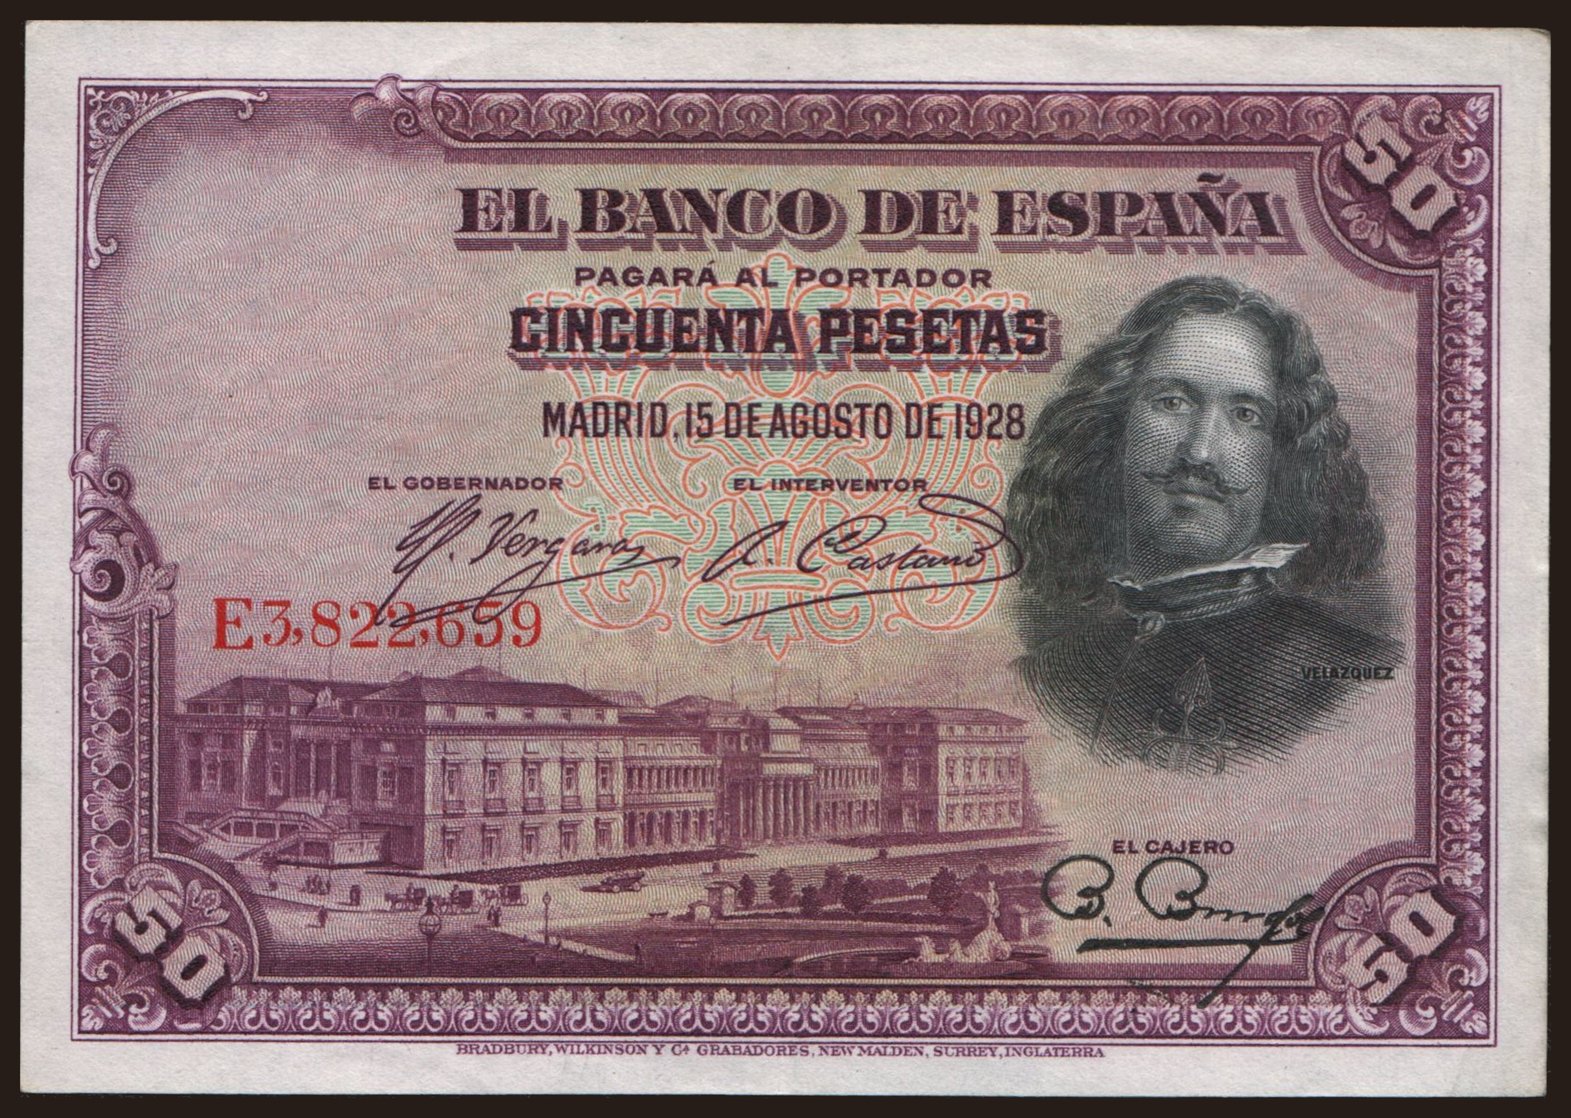 50
EL BANCO DE ESPAÑA
PAGARÁ AL PORTADOR
CINCUENTA PESETAS
MADRID, 15 DE AGOSTO DE 1928
EL GOBERNADOR EL INTERVENTOR
A. Castaño
E3,822,659
VELAZQUEZ
EL CAJERO
50 50
BRADBURY, WILKINSON Y Cª GRABADORES, NEW MALDEN, SURREY, INGLATERRA